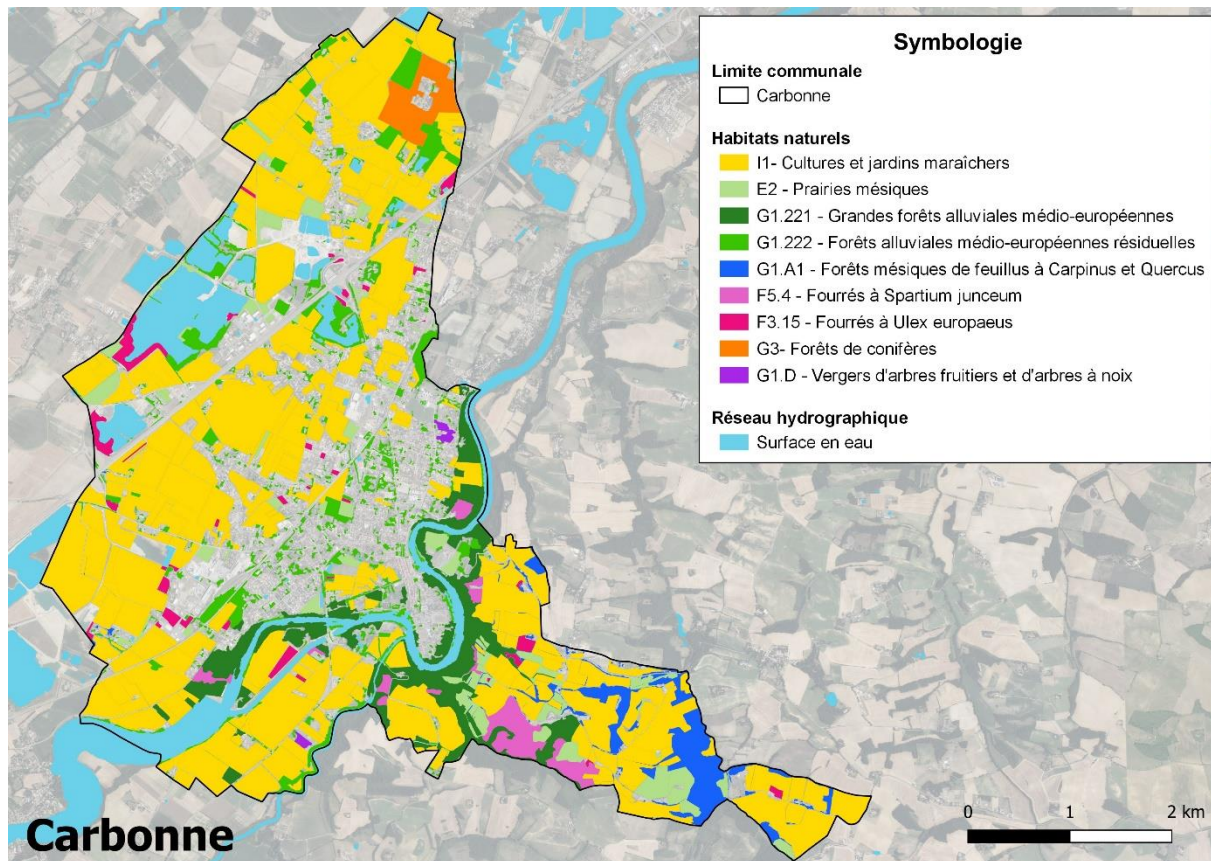 Symbologie
Limite communale
Carbonne
Habitats naturels
I1- Cultures et jardins maraîchers
E2 - Prairies mésiques
G1.221 - Grandes forêts alluviales médio-européennes
G1.222 - Forêts alluviales médio-européennes résiduelles
G1.A1 - Forêts mésiques de feuillus à Carpinus et Quercus
F5.4 - Fourrés à Spartium junceum
F3.15 - Fourrés à Ulex europaeus
G3- Forêts de conifères
G1.D - Vergers d'arbres fruitiers et d'arbres à noix
Réseau hydrographique
Surface en eau
0 1 2 km
Carbonne